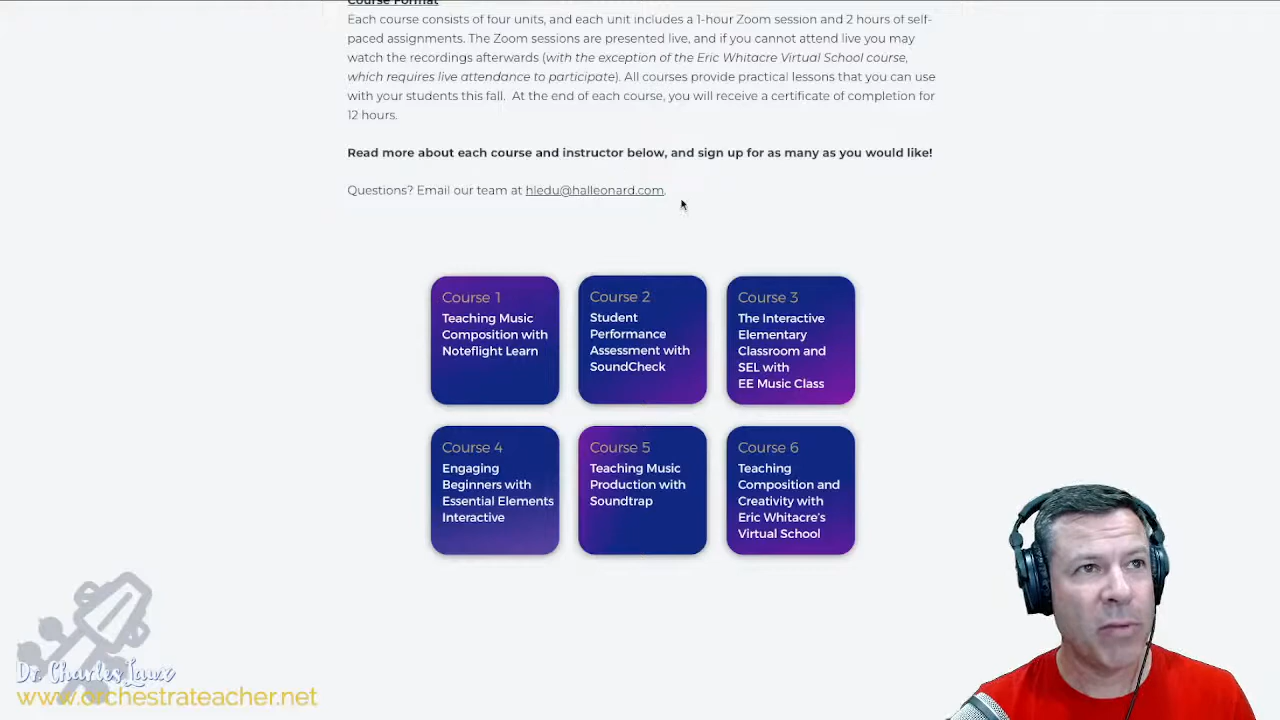 Course Format
Each course consists of four units, and each unit includes a 1-hour Zoom session and 2 hours of self-
paced assignments. The Zoom sessions are presented live, and if you cannot attend live you may
watch the recordings afterwards (with the exception of the Eric Whitacre Virtual School course,
which requires live attendance to participate). All courses provide practical lessons that you can use
with your students this fall.  At the end of each course, you will receive a certificate of completion for
12 hours.
Read more about each course and instructor below, and sign up for as many as you would like!
Questions? Email our team at hledu@halleonard.com.
Course 1
Teaching Music
Composition with
Noteflight Learn
Course 2
Student
Performance
Assessment with
SoundCheck
Course 3
The Interactive
Elementary
Classroom and
SEL with
EE Music Class
Course 4
Engaging
Beginners with
Essential Elements
Interactive
Course 5
Teaching Music
Production with
Soundtrap
Course 6
Teaching
Composition and
Creativity with
Eric Whitacre's
Virtual School
Dr. Charles Laux
www.orchestrateacher.net